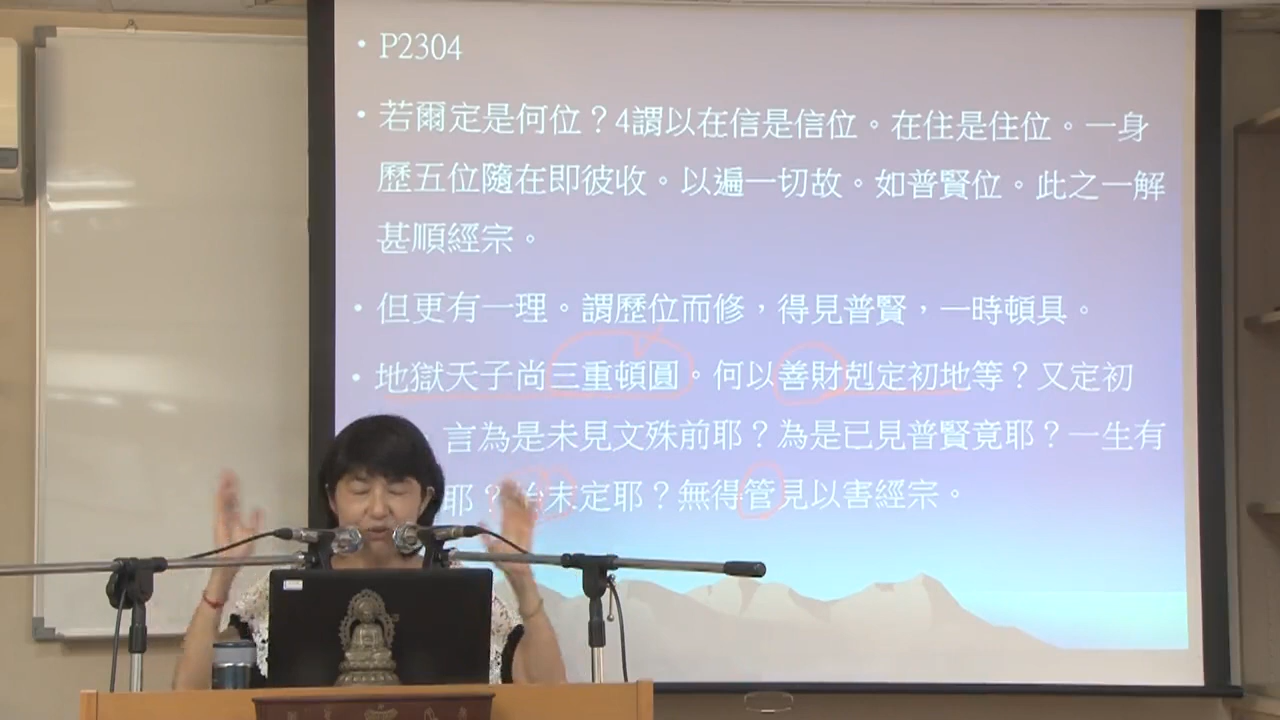 • P2304
• 若爾定是何位？4謂以在信是信位。在住是住位。一身
歷五位隨在即彼收。以遍一切故。如普賢位。此之一解
甚順經宗。
• 但更有一理。謂歷位而修，得見普賢，一時頓具。
• 地獄天子尚三重頓圓。何以善財剋定初地等？又定初
言為是未見文殊前耶？為是已見普賢竟耶？一生有
耶？始末定耶？無得管見以害經宗。